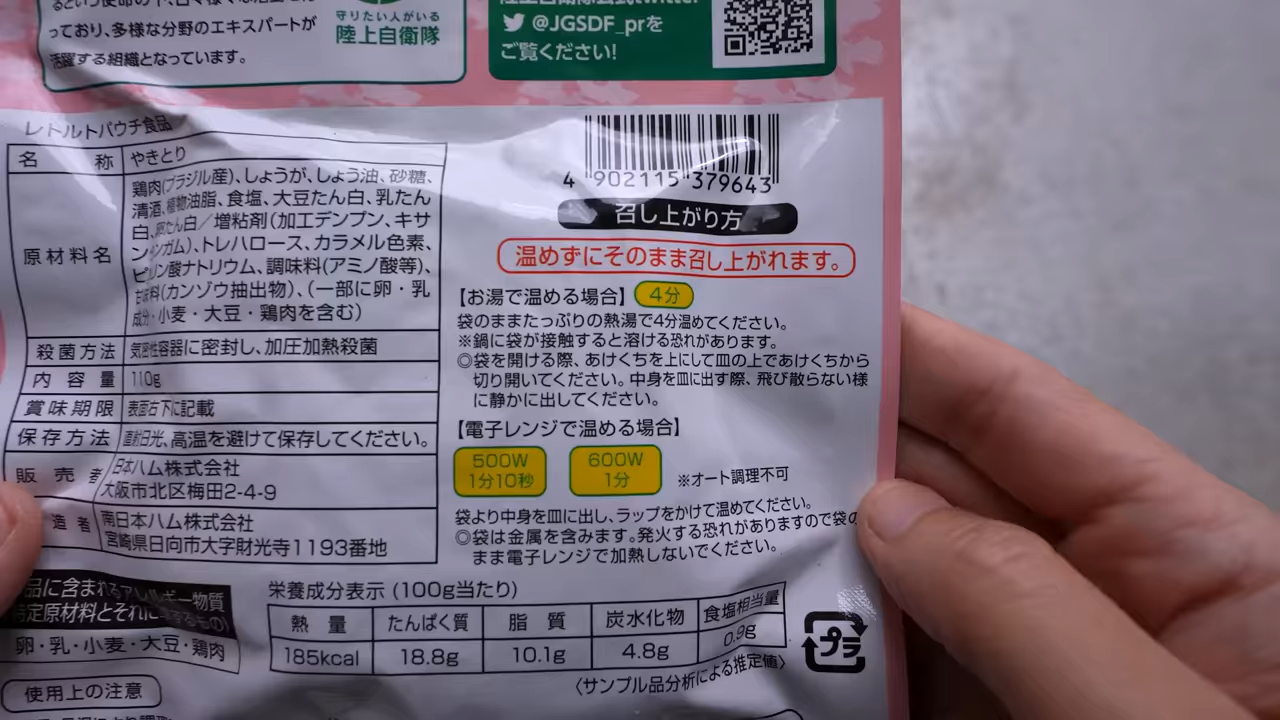 っており、多様な分野のエキスパートが
活躍する組織となっています。
守りたい人がいる
陸上自衛隊
@JGSDF_prを
ご覧ください!
レトルトパウチ食品
名称 やきとり
原材料名 鶏肉(ブラジル産)、しょうが、しょう油、砂糖、
清酒、植物油脂、食塩、大豆たん白、乳たん
白、卵たん白/増粘剤(加工デンプン、キサ
ンタンガム)、トレハロース、カラメル色素、
ピロリン酸ナトリウム、調味料(アミノ酸等)、
甘味料(カンゾウ抽出物)、(一部に卵・乳
成分・小麦・大豆・鶏肉を含む)
殺菌方法 気密性容器に密封し、加圧加熱殺菌
内容量 110g
賞味期限 表面右下に記載
保存方法 直射日光、高温を避けて保存してください。
販売者 日本ハム株式会社
大阪市北区梅田2-4-9
造者 南日本ハム株式会社
宮崎県日向市大字財光寺1193番地
品に含まれるアレルギー物質
卵・乳・小麦・大豆・鶏肉
使用上の注意
4 902115 379643
召し上がり方
温めずにそのまま召し上がれます。
【お湯で温める場合】 4分
袋のままたっぷりの熱湯で4分温めてください。
※鍋に袋が接触すると溶ける恐れがあります。
◎袋を開ける際、あけくちを上にして皿の上であけくちから
切り開いてください。中身を皿に出す際、飛び散らない様
に静かに出してください。
【電子レンジで温める場合】
500W 1分10秒
600W 1分
※オート調理不可
袋より中身を皿に出し、ラップをかけて温めてください。
◎袋は金属を含みます。発火する恐れがありますので袋の
まま電子レンジで加熱しないでください。
栄養成分表示 (100g当たり)
熱量 たんぱく質 脂質 炭水化物 食塩相当量
185kcal 18.8g 10.1g 4.8g 0.9g
〈サンプル品分析による推定値〉
プラ